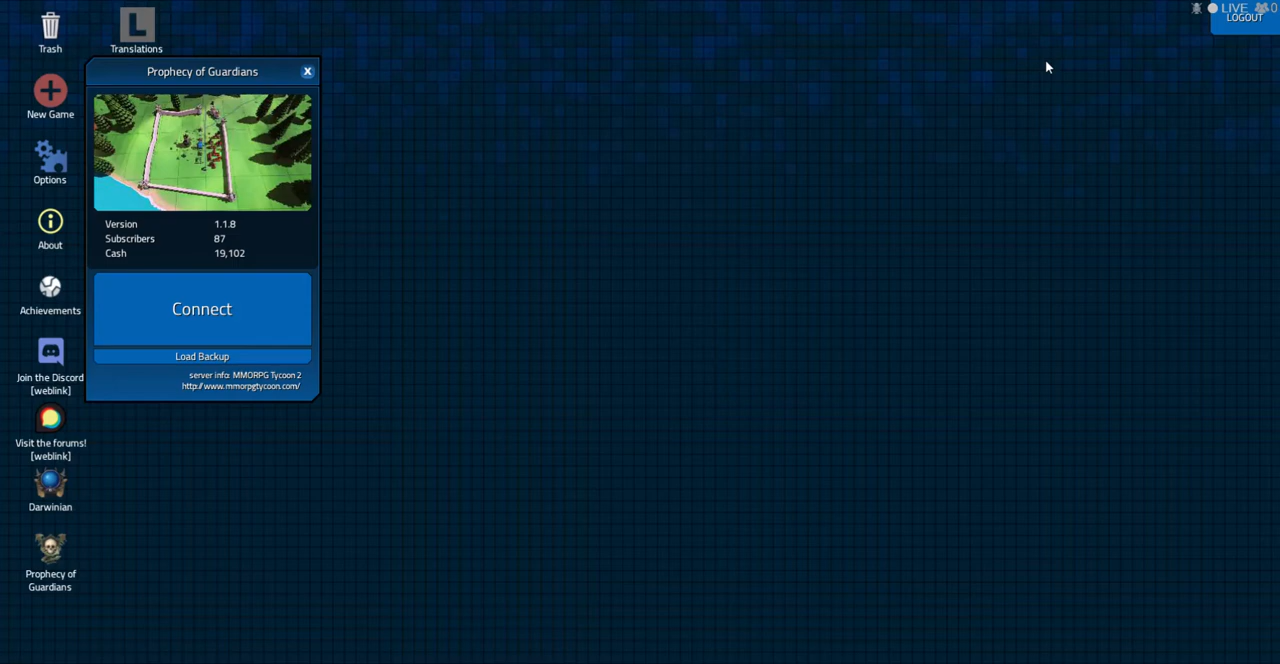 LIVE 0
LOGOUT
Trash
L
Translations
Prophecy of Guardians
X
New Game
Options
Version 1.1.8
Subscribers 87
Cash 19,102
About
Connect
Achievements
Load Backup
server info: MMORPG Tycoon 2
http://www.mmorpgtycoon.com/
Join the Discord
[weblink]
Visit the forums!
[weblink]
Darwinian
Prophecy of
Guardians